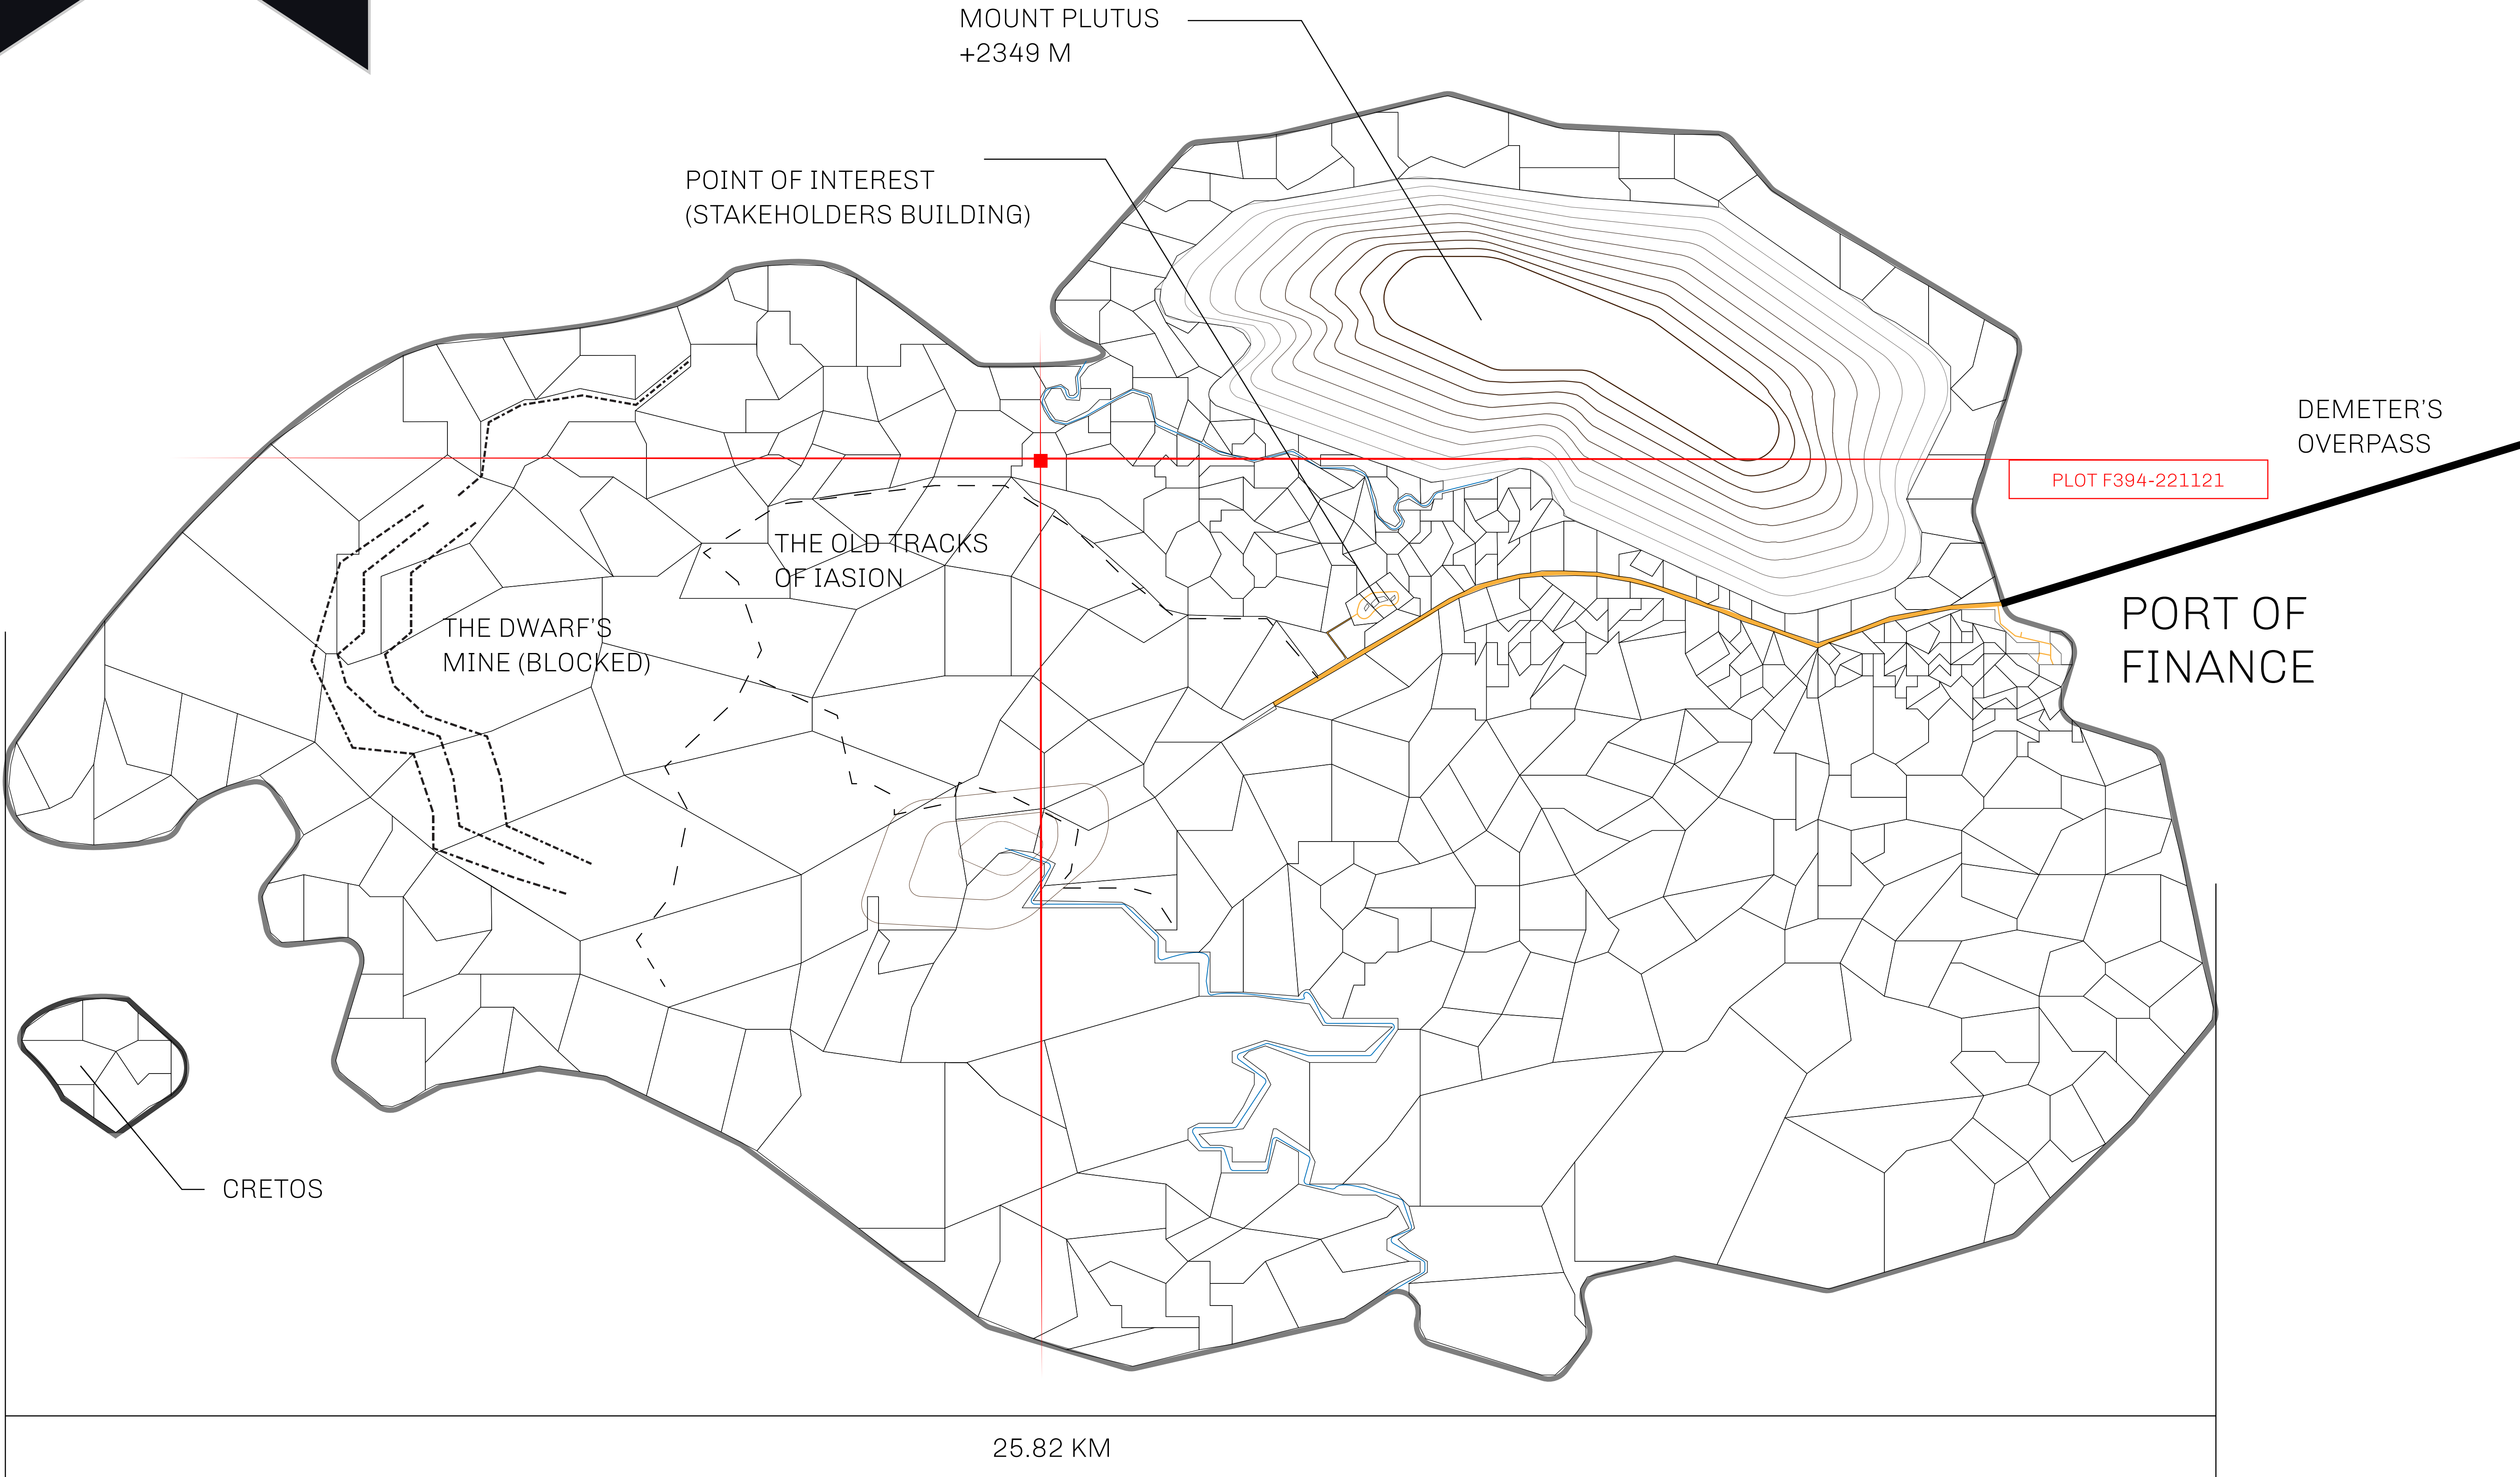 MOUNT PLUTUS
+2349 M
POINT OF INTEREST
(STAKEHOLDERS BUILDING)
DEMETER'S
OVERPASS
PLOT F394-221121
THE OLD TRACKS
OF IASION
PORT OF
FINANCE
THE DWARF'S
MINE (BLOCKED)
CRETOS
25.82 KM